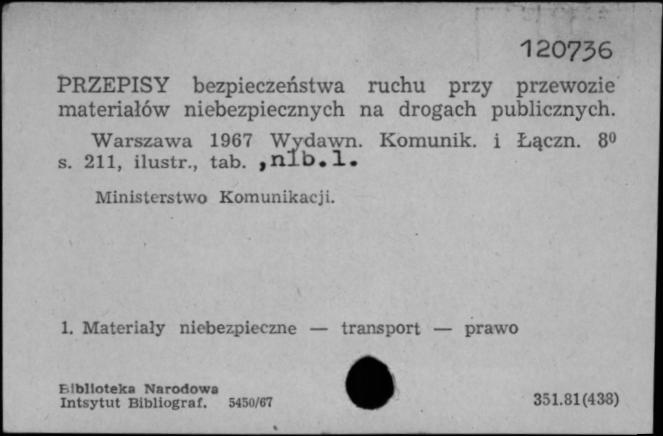 120736
PRZEPISY bezpieczeństwa ruchu przy przewozie
materiałów niebezpiecznych na drogach publicznych.
Warszawa 1967 Wydawn. Komunik. i Łączn. 8⁰
s. 211, ilustr., tab. ,nlb.1.
Ministerstwo Komunikacji.
1. Materiały niebezpieczne — transport — prawo
Biblioteka Narodowa
Intsytut Bibliograf. 5450/67
351.81(438)